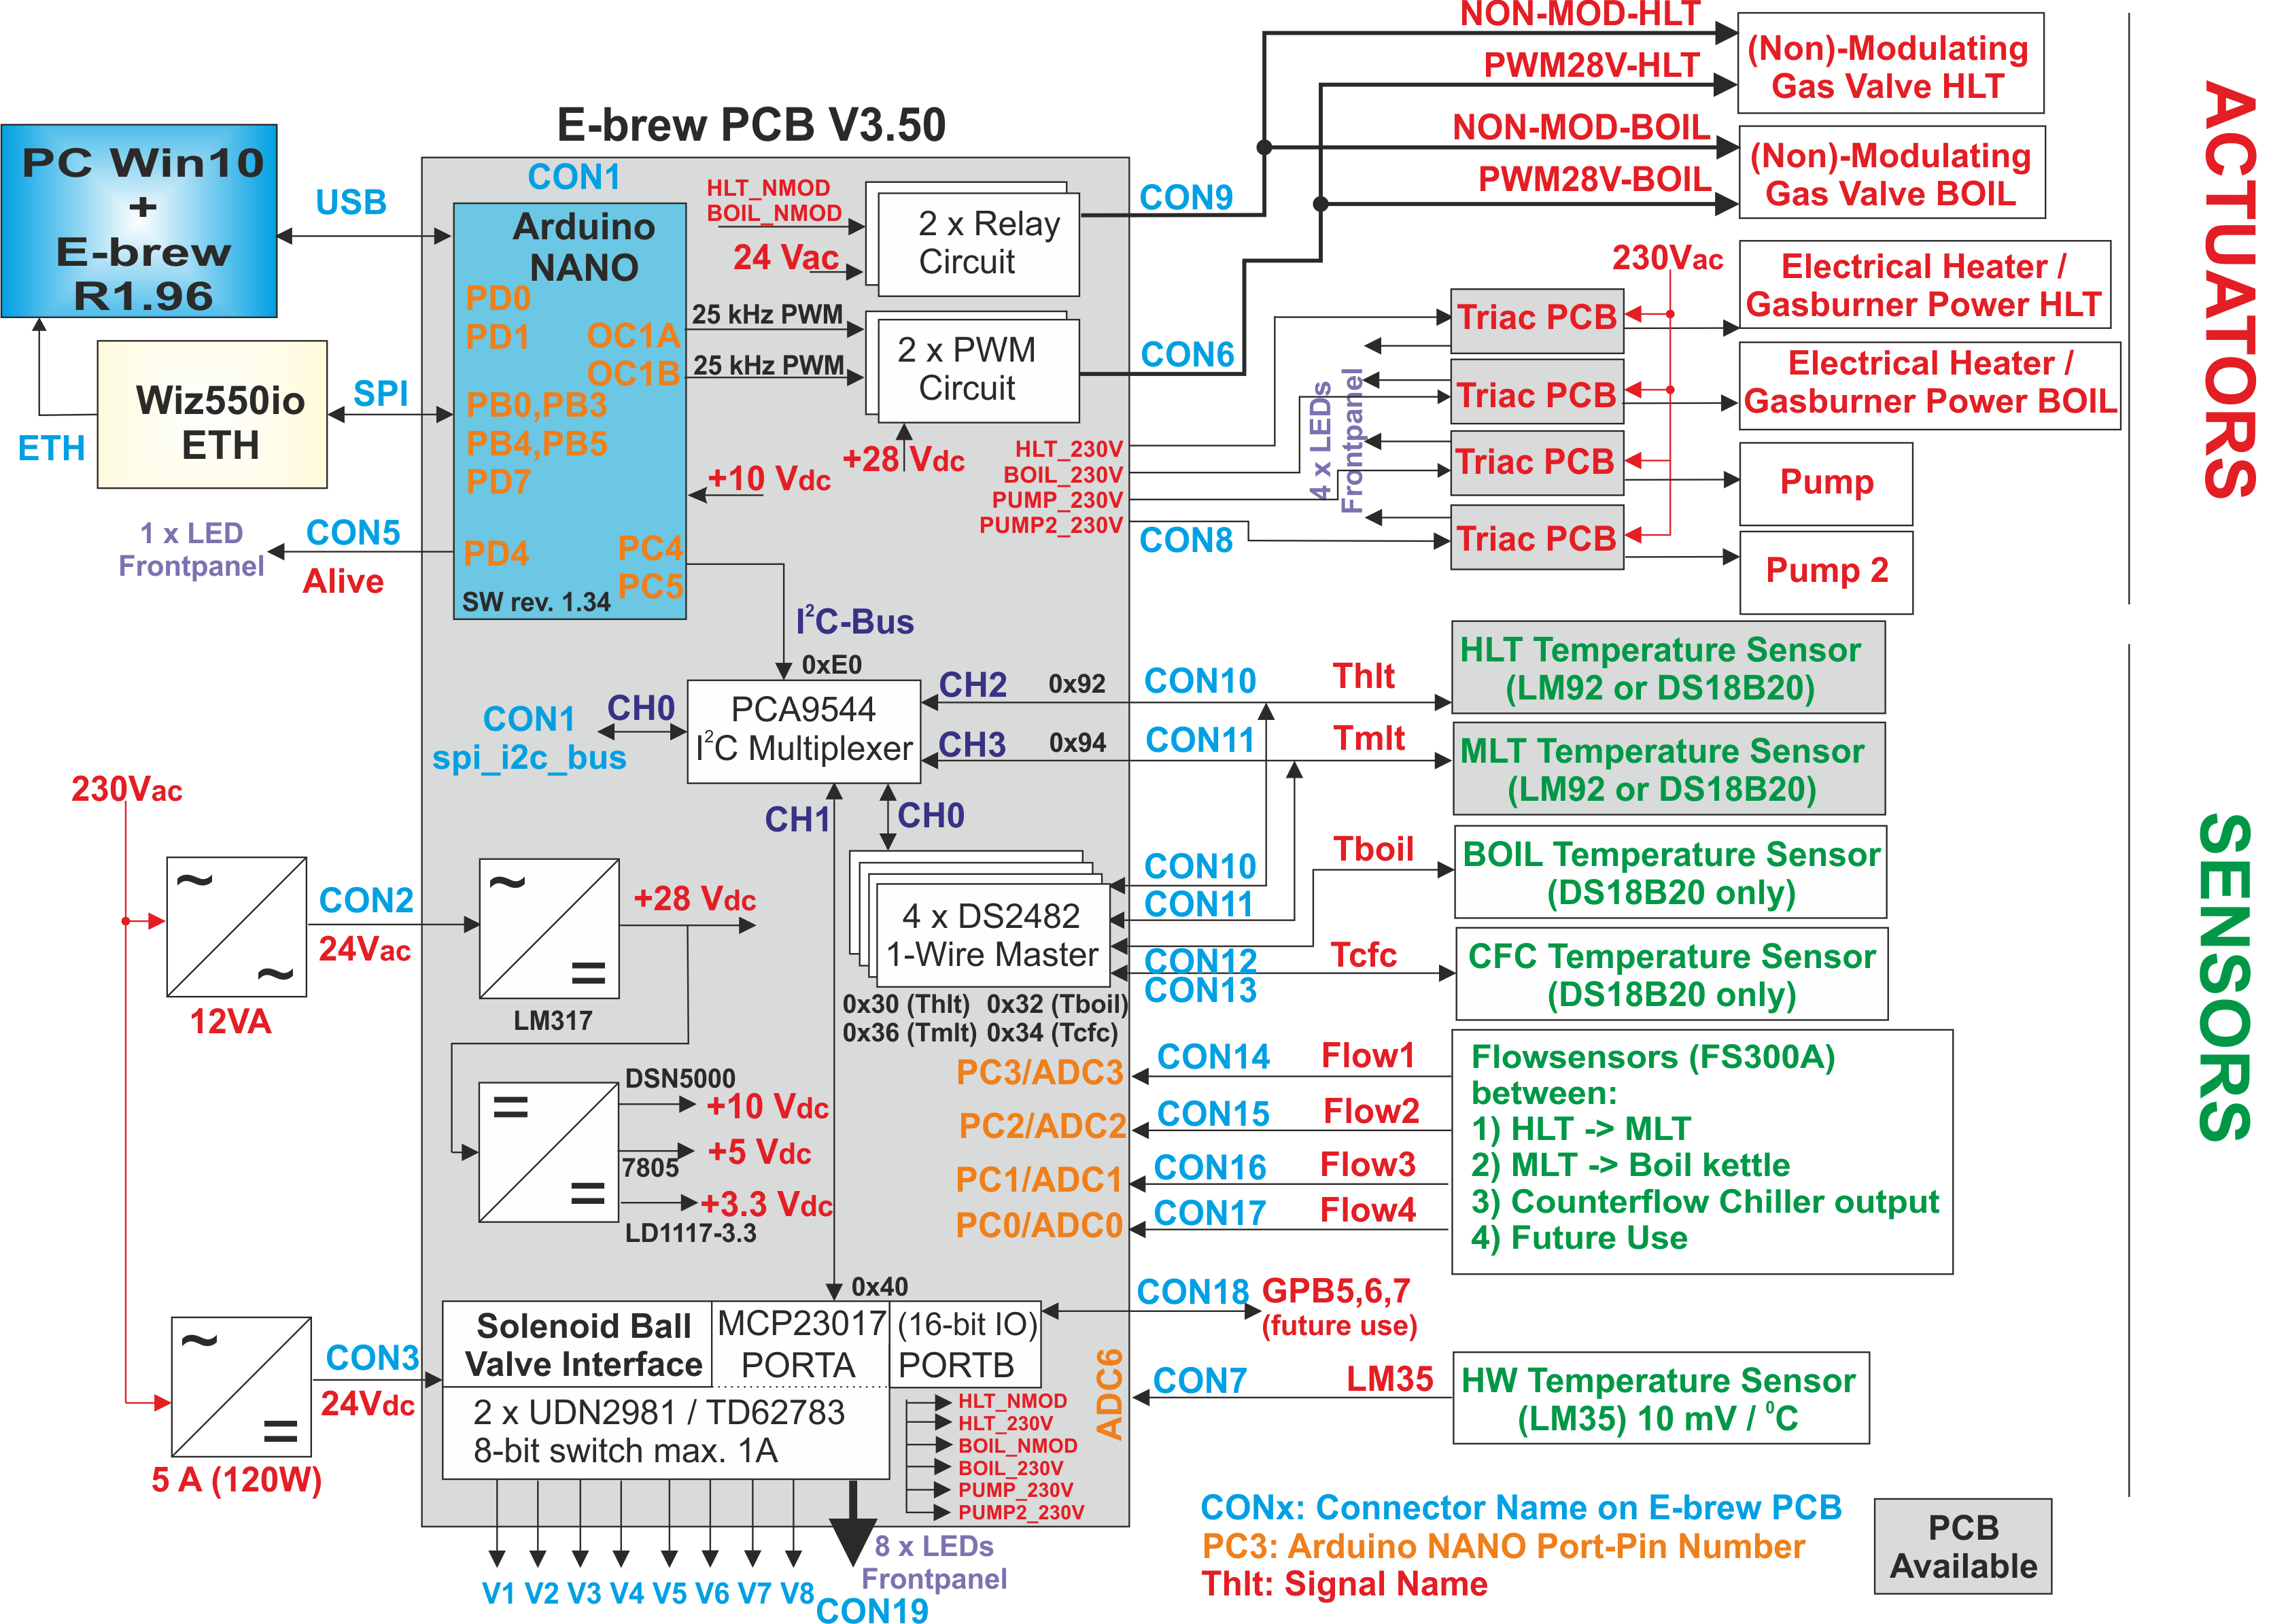 NON-MOD-HLT
PWM28V-HLT
NON-MOD-BOIL
PWM28V-BOIL
(Non)-Modulating
Gas Valve HLT
(Non)-Modulating
Gas Valve BOIL
ACTUATORS
E-brew PCB V3.50
PC Win10
+
E-brew
R1.96
USB
CON1
Arduino
NANO
PD0
PD1
OC1A
OC1B
PB0,PB3
PB4,PB5
PD7
PD4
PC4
PC5
SW rev. 1.34
HLT_NMOD
BOIL_NMOD
24 Vac
2 x Relay
Circuit
CON9
25 kHz PWM
25 kHz PWM
2 x PWM
Circuit
CON6
+28 Vdc
+10 Vdc
Wiz550io
ETH
SPI
ETH
1 x LED
Frontpanel
CON5
Alive
HLT_230V
BOIL_230V
PUMP_230V
PUMP2_230V
CON8
4 x LEDs
Frontpanel
230Vac
Triac PCB
Triac PCB
Triac PCB
Triac PCB
Electrical Heater /
Gasburner Power HLT
Electrical Heater /
Gasburner Power BOIL
Pump
Pump 2
I²C-Bus
0xE0
PCA9544
I²C Multiplexer
CON1
spi_i2c_bus
CH0
CH2
0x92
CON10
Thlt
CH3
0x94
CON11
Tmlt
CH1
CH0
HLT Temperature Sensor
(LM92 or DS18B20)
MLT Temperature Sensor
(LM92 or DS18B20)
SENSORS
4 x DS2482
1-Wire Master
0x30 (Thlt) 0x32 (Tboil)
0x36 (Tmlt) 0x34 (Tcfc)
CON10
CON11
CON12
CON13
Tboil
Tcfc
BOIL Temperature Sensor
(DS18B20 only)
CFC Temperature Sensor
(DS18B20 only)
230Vac
~
~
12VA
CON2
24Vac
~
=
LM317
+28 Vdc
=
=
DSN5000
+10 Vdc
7805
+5 Vdc
+3.3 Vdc
LD1117-3.3
PC3/ADC3
CON14
Flow1
PC2/ADC2
CON15
Flow2
PC1/ADC1
CON16
Flow3
PC0/ADC0
CON17
Flow4
Flowsensors (FS300A)
between:
1) HLT -> MLT
2) MLT -> Boil kettle
3) Counterflow Chiller output
4) Future Use
~
=
5 A (120W)
CON3
24Vdc
0x40
Solenoid Ball
Valve Interface
MCP23017
PORTA
(16-bit IO)
PORTB
2 x UDN2981 / TD62783
8-bit switch max. 1A
CON18
GPB5,6,7
(future use)
HLT_NMOD
HLT_230V
BOIL_NMOD
BOIL_230V
PUMP_230V
PUMP2_230V
ADC6
CON7
LM35
HW Temperature Sensor
(LM35) 10 mV / ⁰C
V1 V2 V3 V4 V5 V6 V7 V8
8 x LEDs
Frontpanel
CON19
CONx: Connector Name on E-brew PCB
PC3: Arduino NANO Port-Pin Number
Thlt: Signal Name
PCB
Available